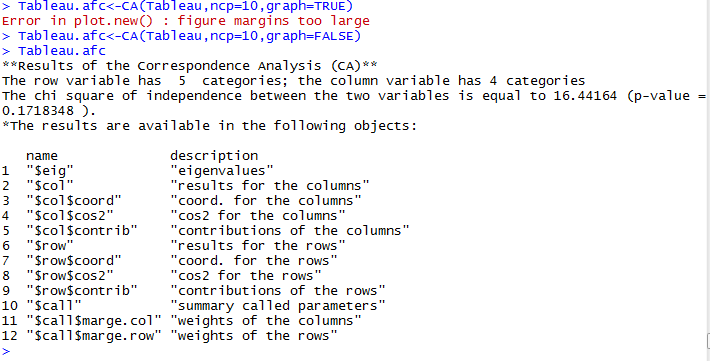 > Tableau.afc<-CA(Tableau,ncp=10,graph=TRUE)
Error in plot.new() : figure margins too large
> Tableau.afc<-CA(Tableau,ncp=10,graph=FALSE)
> Tableau.afc
**Results of the Correspondence Analysis (CA)**
The row variable has  5  categories; the column variable has 4 categories
The chi square of independence between the two variables is equal to 16.44164 (p-value =
0.1718348 ).
*The results are available in the following objects:

   name              description
1  "$eig"            "eigenvalues"
2  "$col"            "results for the columns"
3  "$col$coord"      "coord. for the columns"
4  "$col$cos2"       "cos2 for the columns"
5  "$col$contrib"    "contributions of the columns"
6  "$row"            "results for the rows"
7  "$row$coord"      "coord. for the rows"
8  "$row$cos2"       "cos2 for the rows"
9  "$row$contrib"    "contributions of the rows"
10 "$call"           "summary called parameters"
11 "$call$marge.col" "weights of the columns"
12 "$call$marge.row" "weights of the rows"
>